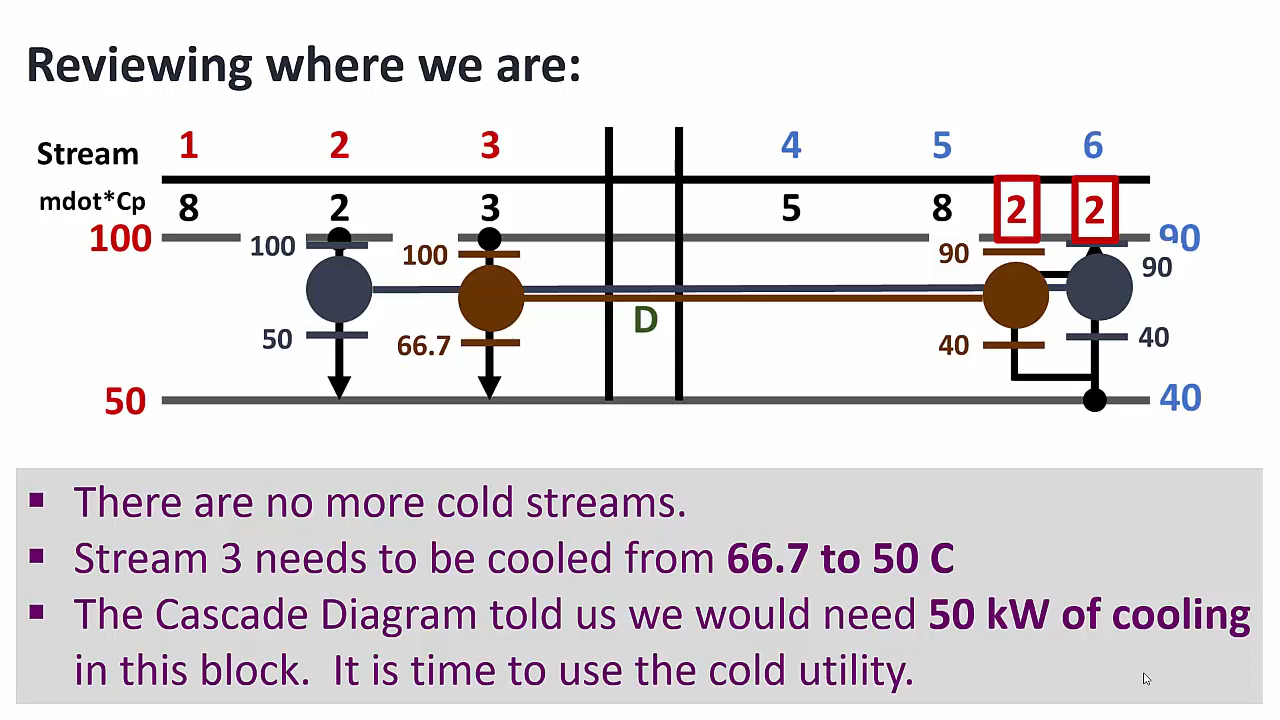 Reviewing where we are:
Stream 1 2 3 4 5 6
mdot*Cp 8 2 3 5 8 2 2
100 90
100 100 90 90
D
50 66.7 40 40
50 40
▪ There are no more cold streams.
▪ Stream 3 needs to be cooled from 66.7 to 50 C
▪ The Cascade Diagram told us we would need 50 kW of cooling
in this block. It is time to use the cold utility.